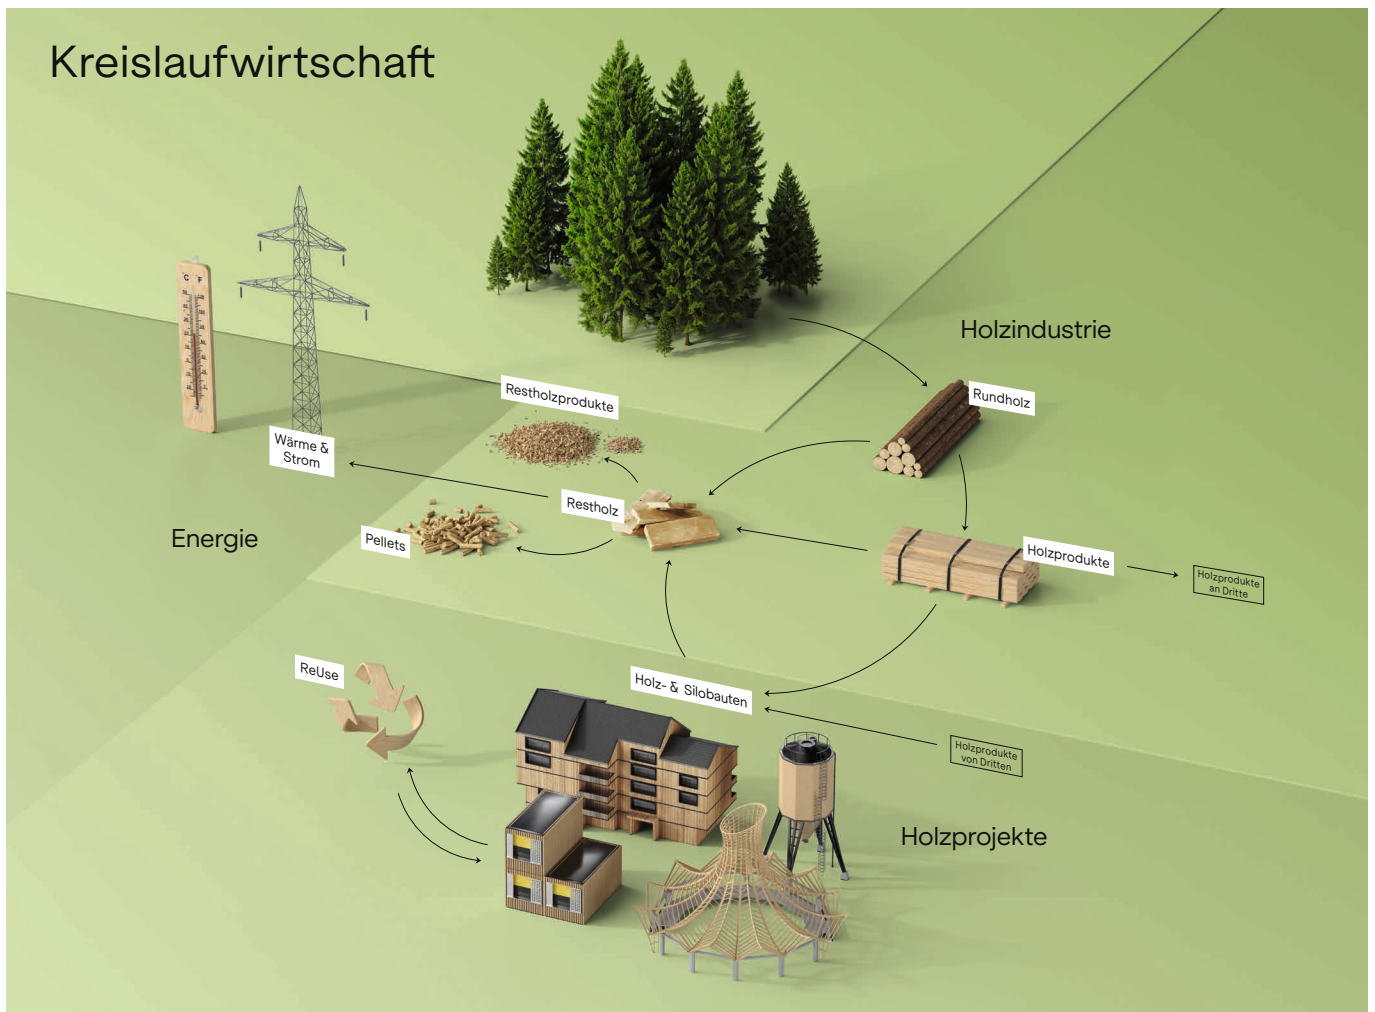 Kreislaufwirtschaft
C F
Holzindustrie
Restholzprodukte
Rundholz
Wärme &
Strom
Restholz
Energie
Pellets
Holzprodukte
Holzprodukte
an Dritte
ReUse
Holz- & Silobauten
Holzprodukte
von Dritten
Holzprojekte